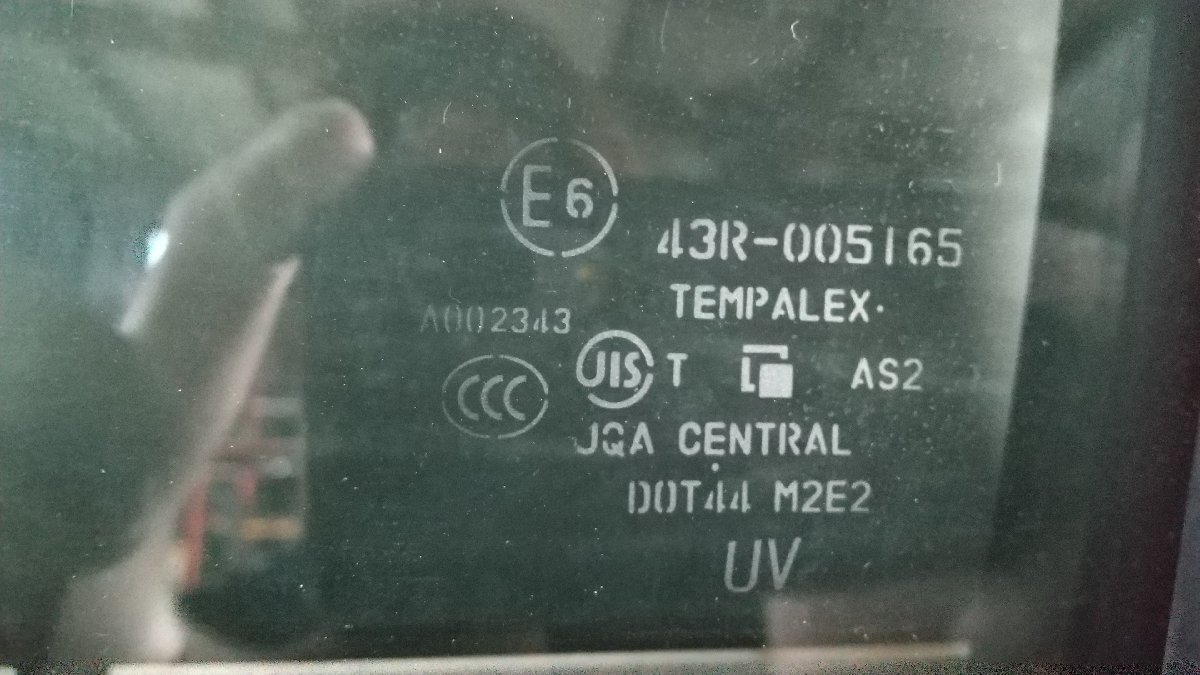 E6
43R-005165
TEMPALEX.
A002343
CCC
JIS T AS2
JQA CENTRAL
DOT44 M2E2
UV